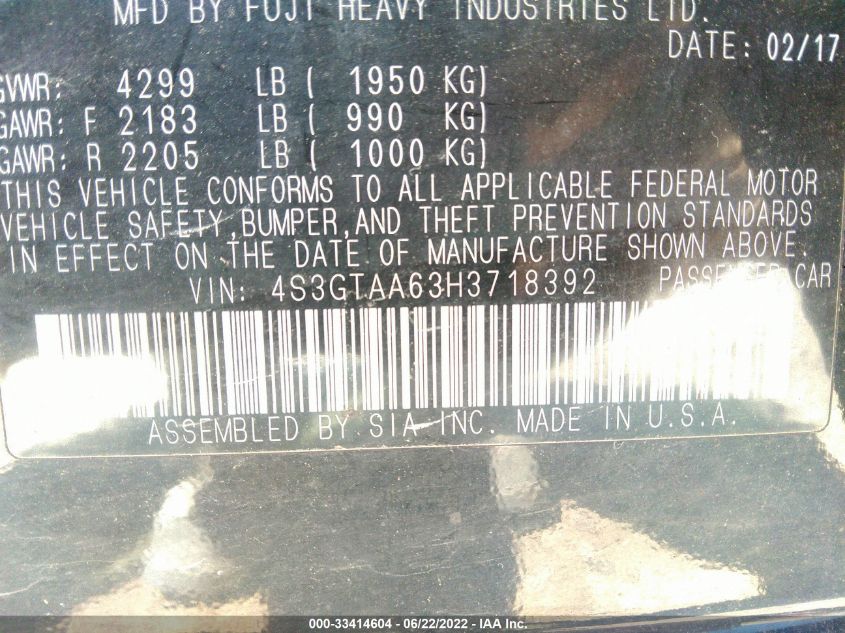 MFD BY FUJI HEAVY INDUSTRIES LTD.
DATE: 02/17
GVWR: 4299 LB ( 1950 KG)
GAWR: F 2183 LB ( 990 KG)
GAWR: R 2205 LB ( 1000 KG)
THIS VEHICLE CONFORMS TO ALL APPLICABLE FEDERAL MOTOR
VEHICLE SAFETY,BUMPER,AND THEFT PREVENTION STANDARDS
IN EFFECT ON THE DATE OF MANUFACTURE SHOWN ABOVE.
VIN: 4S3GTAA63H3718392 PASSENGER CAR
ASSEMBLED BY SIA INC. MADE IN U.S.A.
000-33414604 - 06/22/2022 - IAA Inc.